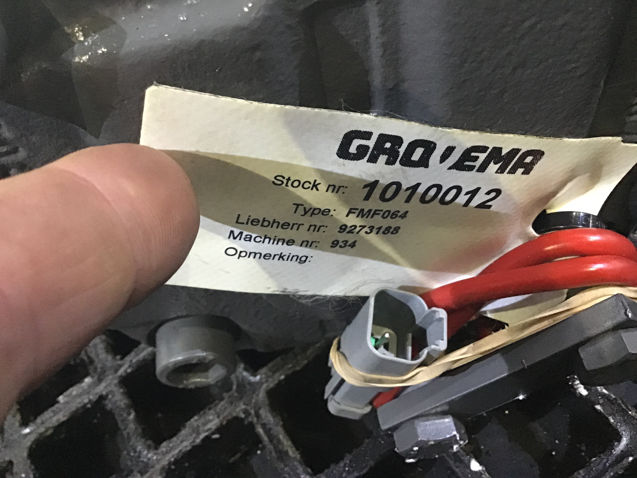 GROVEMA
Stock nr: 1010012
Type: FMF064
Liebherr nr: 9273188
Machine nr: 934
Opmerking: